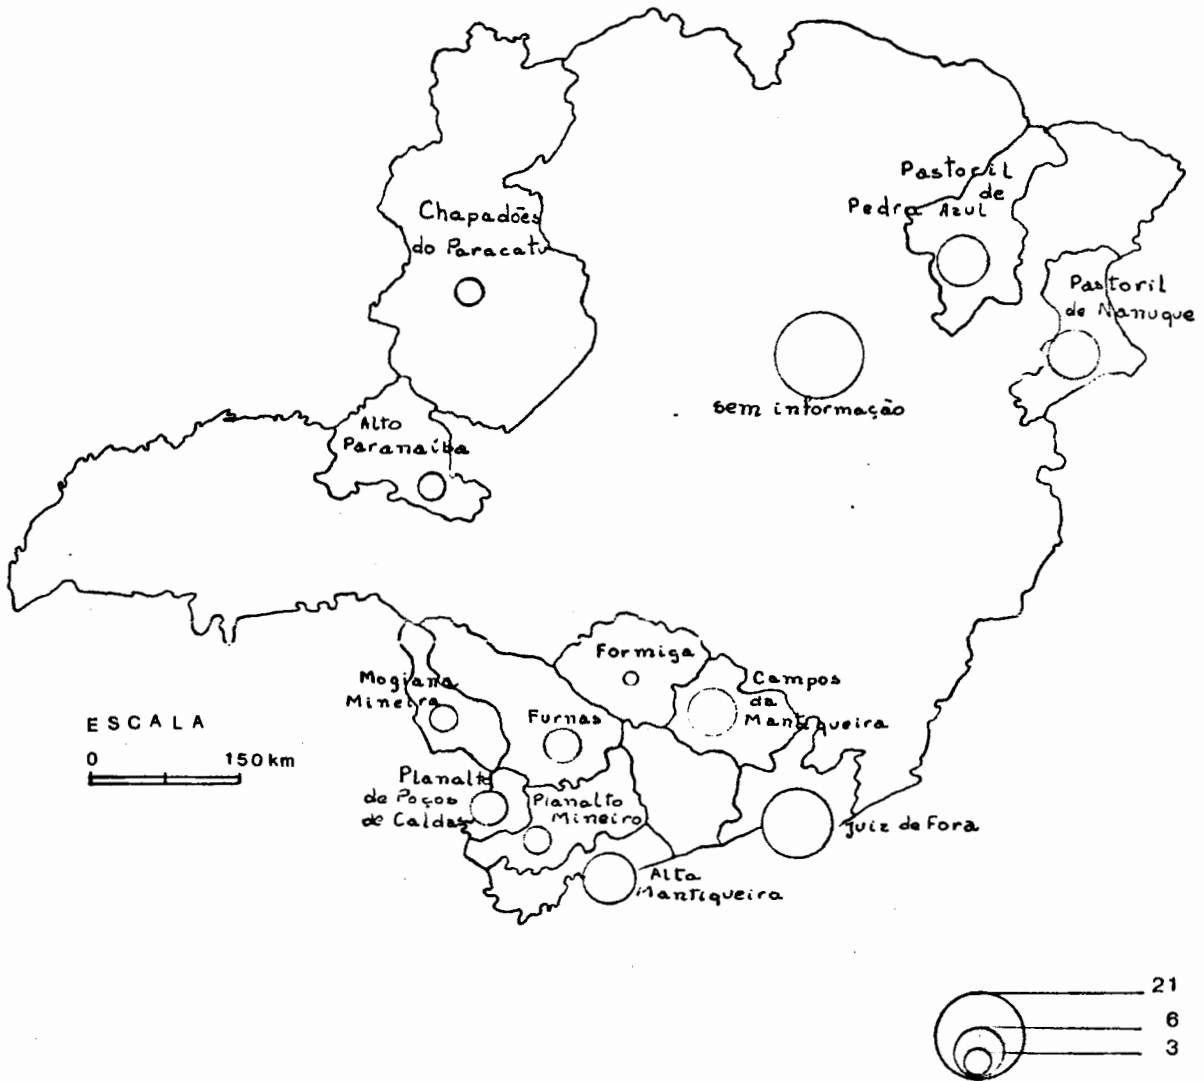 Pastoril
de
Pedra Azul
Chapadões
do Paracatu
Pastoril
de Nanuque
sem informação
Alto
Paranaíba
Formiga
Mogiana
Mineira
Campos
da
Mantiqueira
Furnas
ESCALA
0 150 km
Planalto
de Poços
de Caldas
Planalto
Mineiro
Juiz de Fora
Alta
Mantiqueira
21
6
3